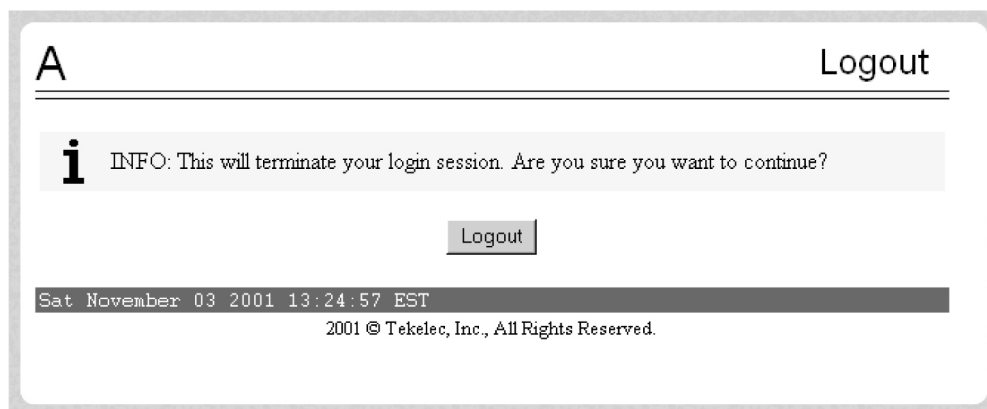 A Logout
i INFO: This will terminate your login session. Are you sure you want to continue?
Logout
Sat November 03 2001 13:24:57 EST
2001 © Tekelec, Inc., All Rights Reserved.